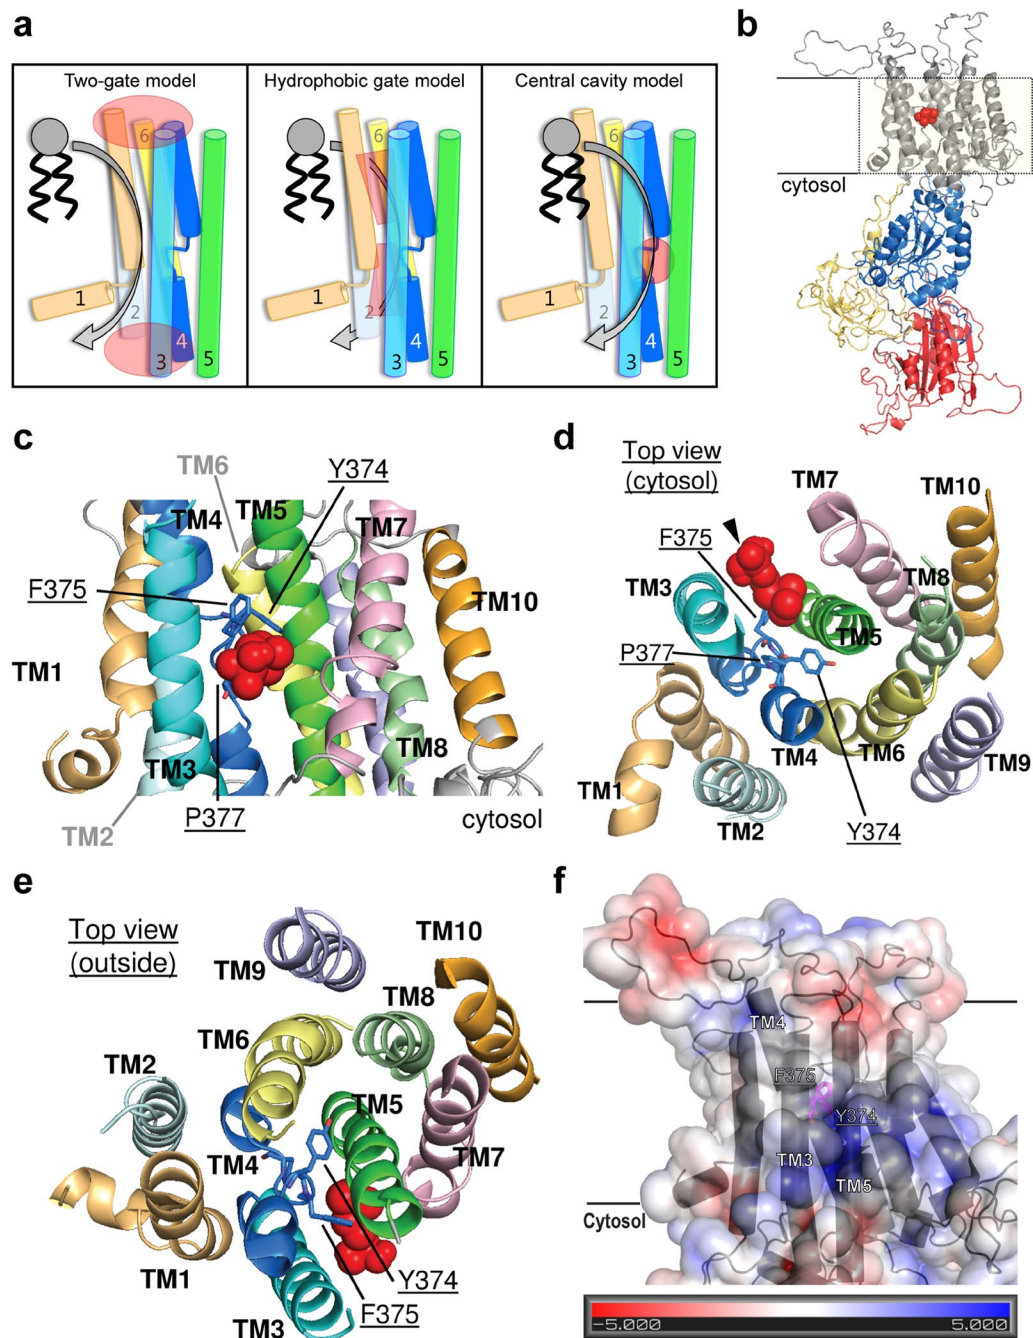 a
Two-gate model
Hydrophobic gate model
Central cavity model
6
1
2
3
4
5
6
1
2
3
4
5
6
1
2
3
4
5
b
cytosol
c
TM6
Y374
TM4
TM5
TM7
F375
TM10
TM1
TM3
TM8
TM2
P377
cytosol
d
Top view
(cytosol)
TM7
TM10
F375
TM3
TM8
TM5
P377
TM4
TM6
TM9
TM1
TM2
Y374
e
Top view
(outside)
TM10
TM9
TM8
TM6
TM2
TM5
TM4
TM7
TM1
Y374
F375
TM3
f
TM4
F375
Y374
TM3
TM5
Cytosol
-5.000
5.000